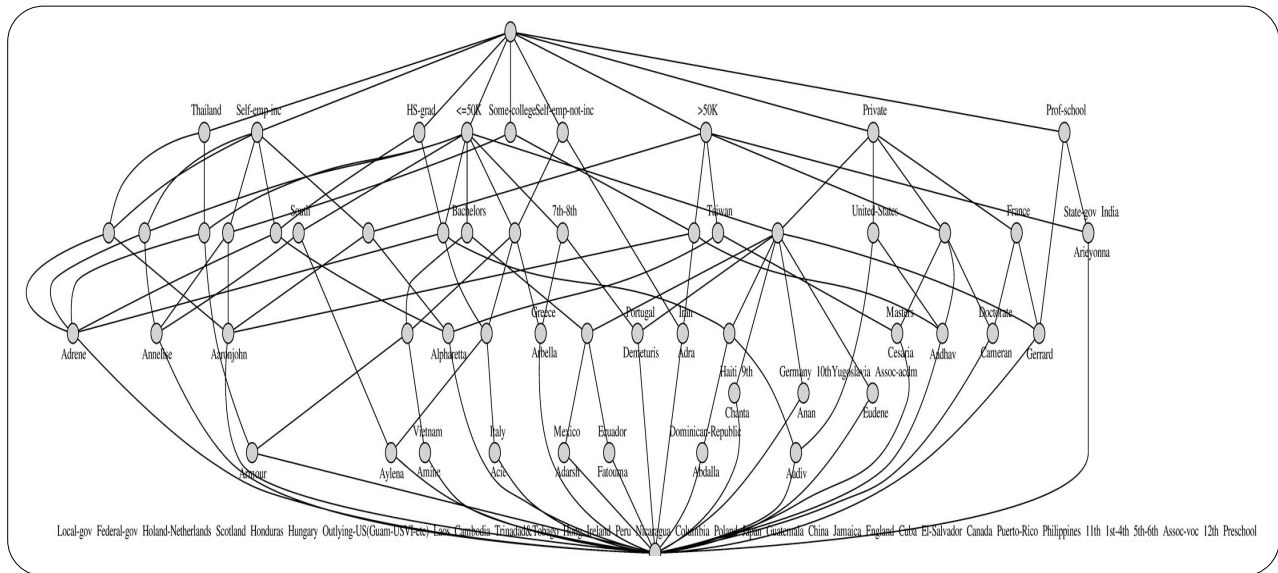 Thailand Self-emp-inc HS-grad <=50K Some-college Self-emp-not-inc >50K Private Prof-school
South Bachelors 7th-8th Taiwan United-States France State-gov India
Arieyonna
Greece Portugal Iran Masters Doctorate
Adrene Annelise Aaronjohn Alpharetta Arbella Demeturis Adra Cesaria Aadhav Cameran Gerrard
Haiti 9th Germany 10th Yugoslavia Assoc-acdm
Chanta Anan Eudene
Vietnam Italy Mexico Ecuador Dominican-Republic
Armour Aylena Amine Acie Adarsh Fatouma Abdalla Aadiv
Local-gov Federal-gov Holand-Netherlands Scotland Honduras Hungary Outlying-US(Guam-USVI-etc) Laos Cambodia Trinadad&Tobago Hong Ireland Peru Nicaragua Columbia Poland Japan Guatemala China Jamaica England Cuba El-Salvador Canada Puerto-Rico Philippines 11th 1st-4th 5th-6th Assoc-voc 12th Preschool